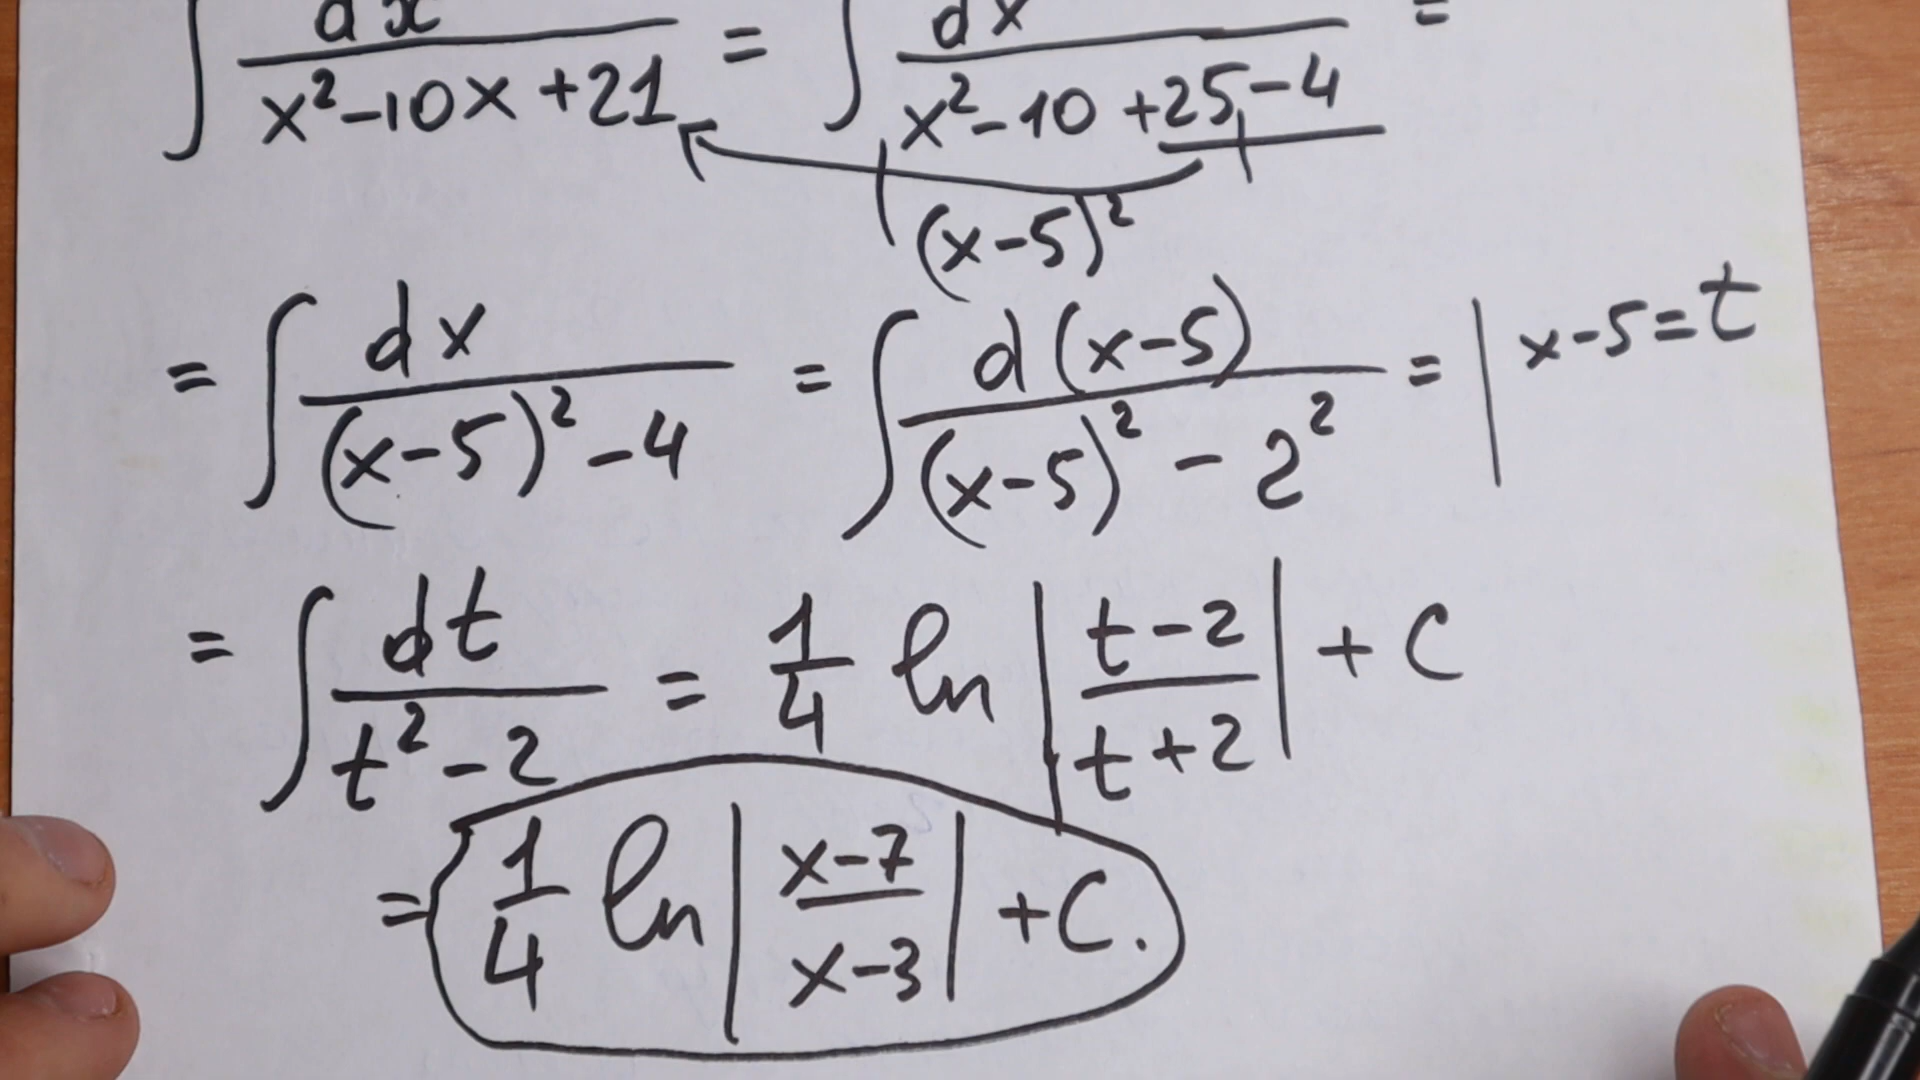 ∫ dx / (x² - 10x + 21) = ∫ dx / (x² - 10 + 25 - 4) =
(x-5)²
= ∫ dx / ((x-5)² - 4) = ∫ d(x-5) / ((x-5)² - 2²) = | x-5=t
= ∫ dt / (t² - 2) = 1/4 ln | (t-2) / (t+2) | + C
= 1/4 ln | (x-7) / (x-3) | + C.